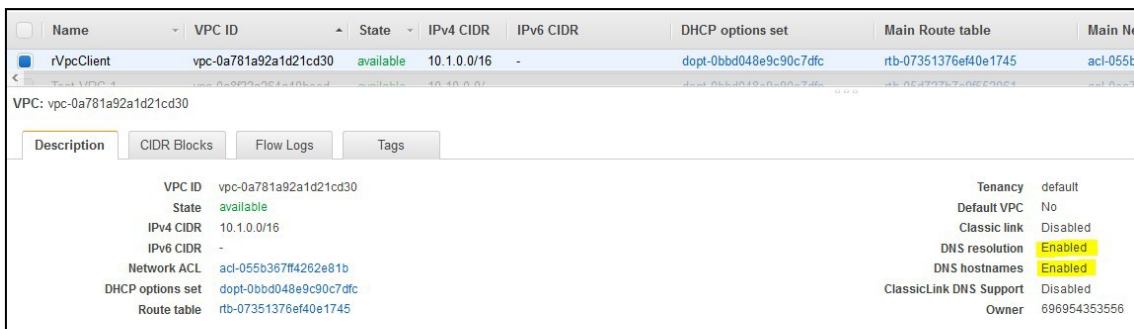 Name VPC ID State IPv4 CIDR IPv6 CIDR DHCP options set Main Route table Main Ne
rVpcClient vpc-0a781a92a1d21cd30 available 10.1.0.0/16 - dopt-0bbd048e9c90c7dfc rtb-07351376ef40e1745 acl-055b
VPC: vpc-0a781a92a1d21cd30
Description CIDR Blocks Flow Logs Tags
VPC ID vpc-0a781a92a1d21cd30 Tenancy default
State available Default VPC No
IPv4 CIDR 10.1.0.0/16 Classic link Disabled
IPv6 CIDR - DNS resolution Enabled
Network ACL acl-055b367ff4262e81b DNS hostnames Enabled
DHCP options set dopt-0bbd048e9c90c7dfc ClassicLink DNS Support Disabled
Route table rtb-07351376ef40e1745 Owner 696954353556